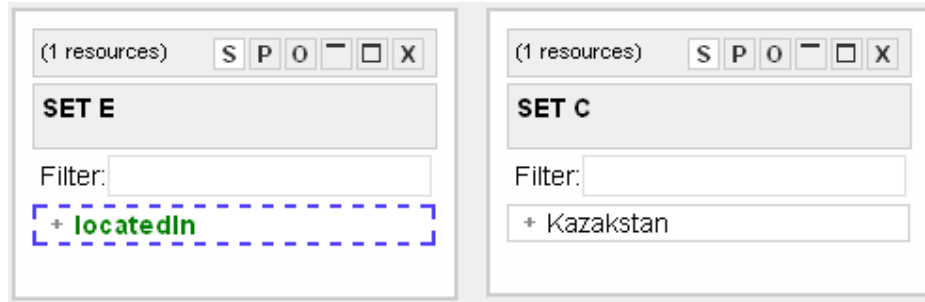 (1 resources) S P O X
SET E
Filter:
+ locatedIn
(1 resources) S P O X
SET C
Filter:
+ Kazakstan